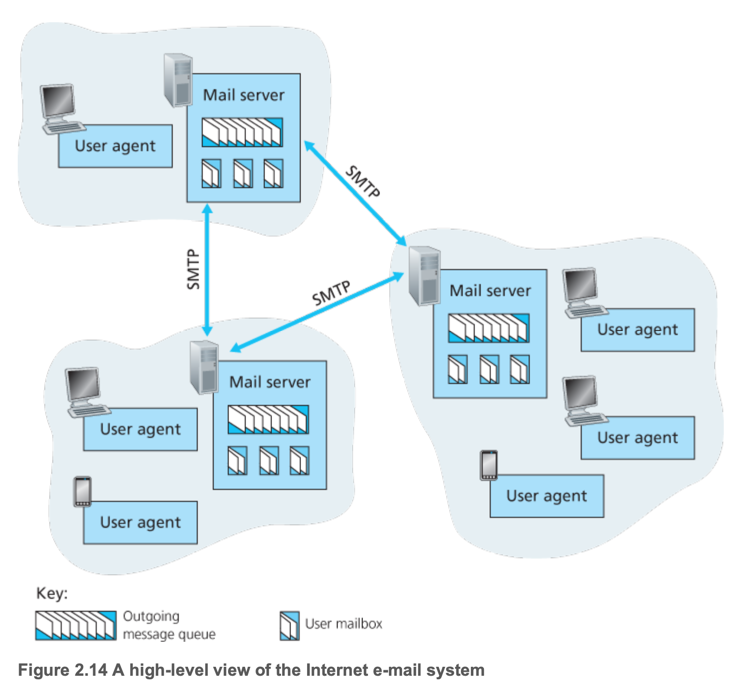 Mail server
User agent
SMTP
SMTP
SMTP
Mail server
User agent
User agent
User agent
Mail server
User agent
User agent
Key:
Outgoing
message queue
User mailbox
Figure 2.14 A high-level view of the Internet e-mail system